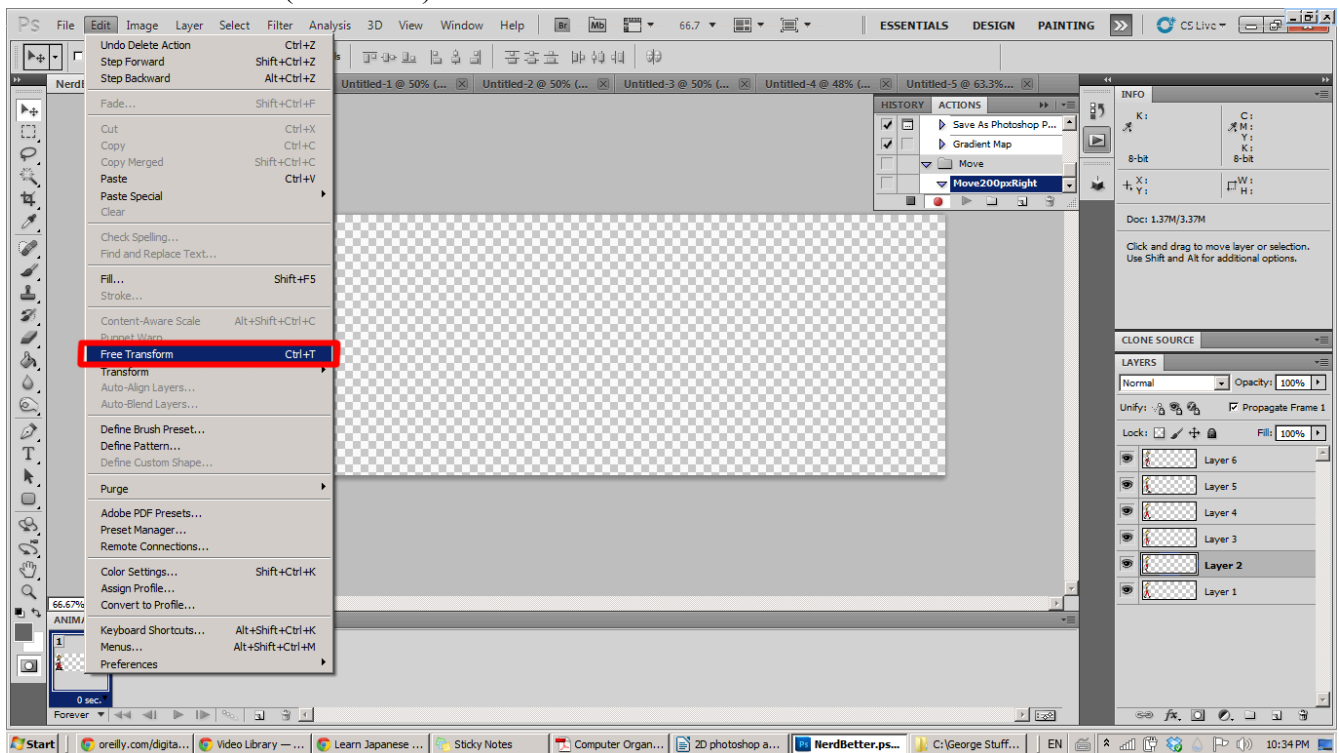 Ps File Edit Image Layer Select Filter Analysis 3D View Window Help Br Mb 66.7 ESSENTIALS DESIGN PAINTING CS Live
Undo Delete Action Ctrl+Z
Step Forward Shift+Ctrl+Z
Step Backward Alt+Ctrl+Z
Fade... Shift+Ctrl+F
Cut Ctrl+X
Copy Ctrl+C
Copy Merged Shift+Ctrl+C
Paste Ctrl+V
Paste Special
Clear
Check Spelling...
Find and Replace Text...
Fill... Shift+F5
Stroke...
Content-Aware Scale Alt+Shift+Ctrl+C
Puppet Warp
Free Transform Ctrl+T
Transform
Auto-Align Layers...
Auto-Blend Layers...
Define Brush Preset...
Define Pattern...
Define Custom Shape...
Purge
Adobe PDF Presets...
Preset Manager...
Remote Connections...
Color Settings... Shift+Ctrl+K
Assign Profile...
Convert to Profile...
Keyboard Shortcuts... Alt+Shift+Ctrl+K
Menus... Alt+Shift+Ctrl+M
Preferences
Untitled-1 @ 50% (... Untitled-2 @ 50% (... Untitled-3 @ 50% (... Untitled-4 @ 48% (... Untitled-5 @ 63.3%...
HISTORY ACTIONS
Save As Photoshop P...
Gradient Map
Move
Move200pxRight
INFO
K: C:
M:
Y:
K:
8-bit 8-bit
X: W:
Y: H:
Doc: 1.37M/3.37M
Click and drag to move layer or selection.
Use Shift and Alt for additional options.
CLONE SOURCE
LAYERS
Normal Opacity: 100%
Unify: Propagate Frame 1
Lock: Fill: 100%
Layer 6
Layer 5
Layer 4
Layer 3
Layer 2
Layer 1
66.67%
1
0 sec.
Forever
Start oreilly.com/digita... Video Library — ... Learn Japanese ... Sticky Notes Computer Organ... 2D photoshop a... Ps NerdBetter.ps... C:\George Stuff... EN 10:34 PM